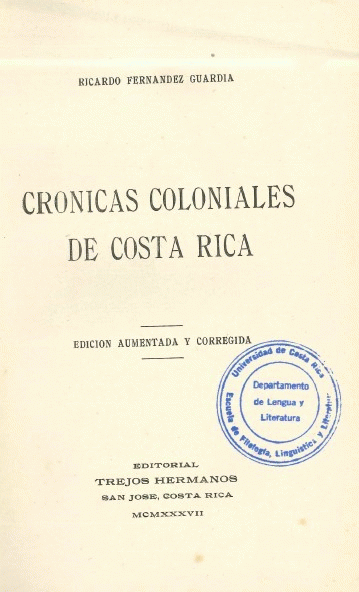 RICARDO FERNANDEZ GUARDIA
CRONICAS COLONIALES
DE COSTA RICA
EDICION AUMENTADA Y CORREGIDA
Universidad de Costa Rica
Departamento
de Lengua y
Literatura
Escuela de Filología, Lingüística y Literatura
EDITORIAL
TREJOS HERMANOS
SAN JOSE, COSTA RICA
MCMXXXVII